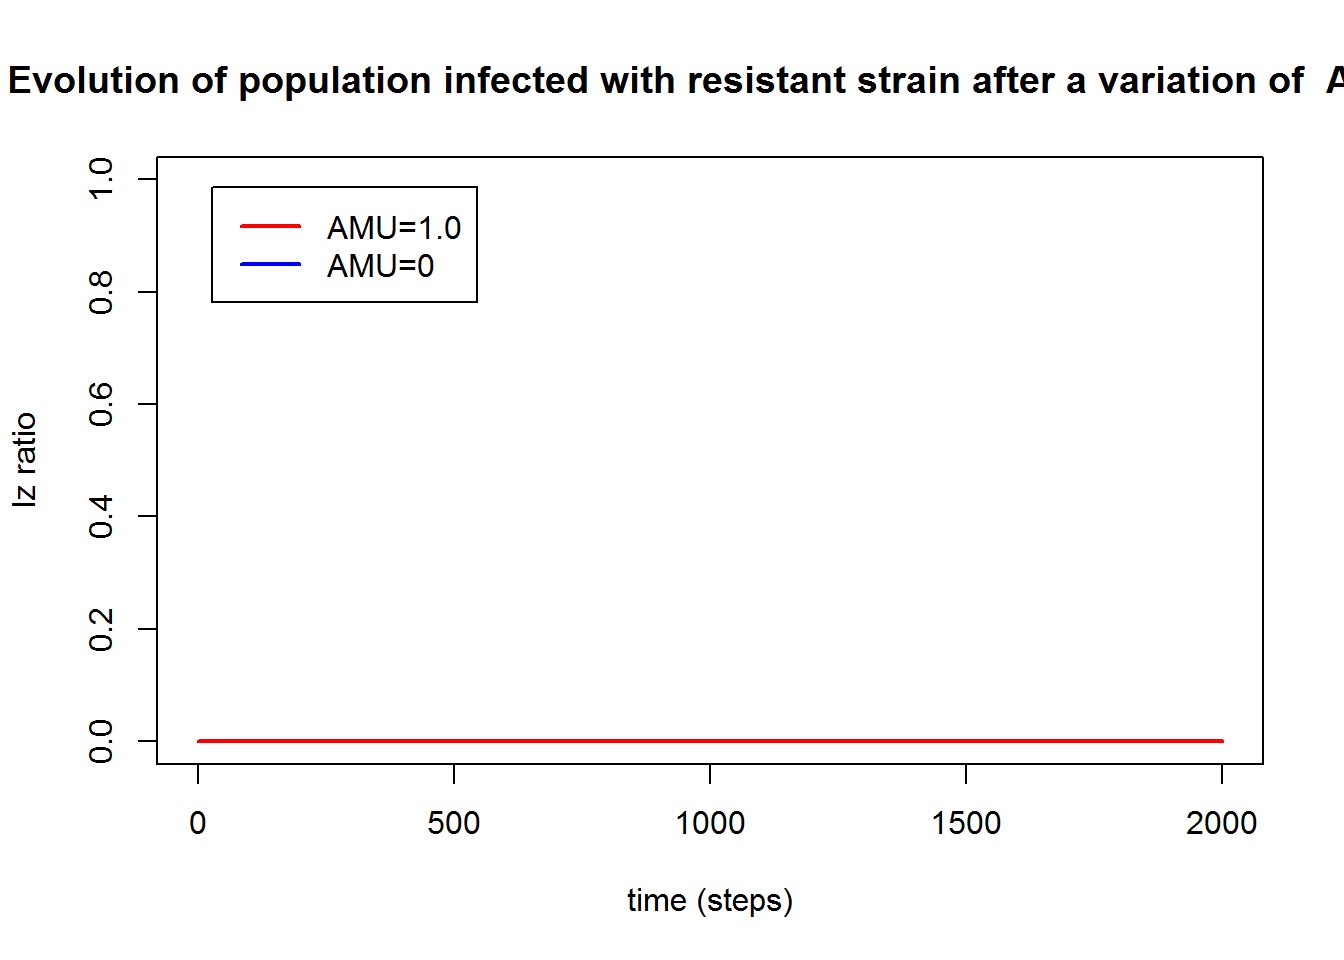 Evolution of population infected with resistant strain after a variation of A
1.0
AMU=1.0
AMU=0
0.8
0.6
Iz ratio
0.4
0.2
0.0
0 500 1000 1500 2000
time (steps)